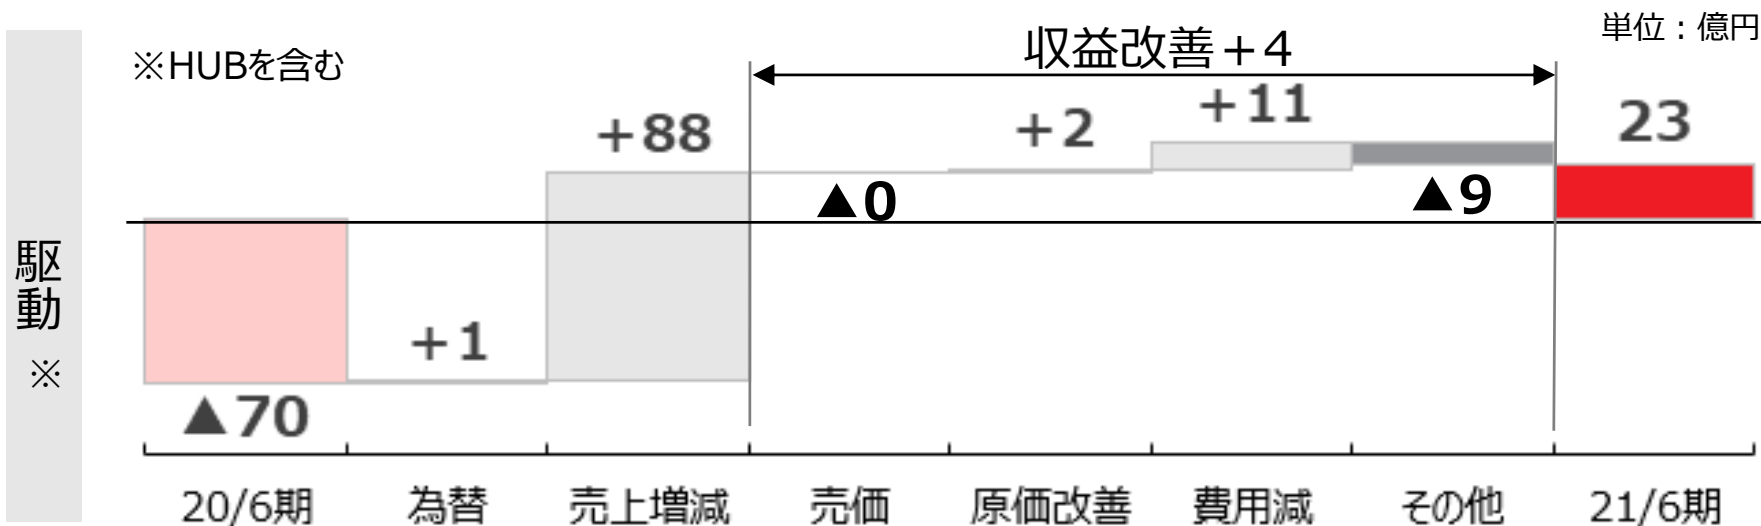 単位：億円
※HUBを含む
収益改善＋4
+88
+2
+11
23
▲0
▲9
駆動
※
+1
▲70
20/6期
為替
売上増減
売価
原価改善
費用減
その他
21/6期